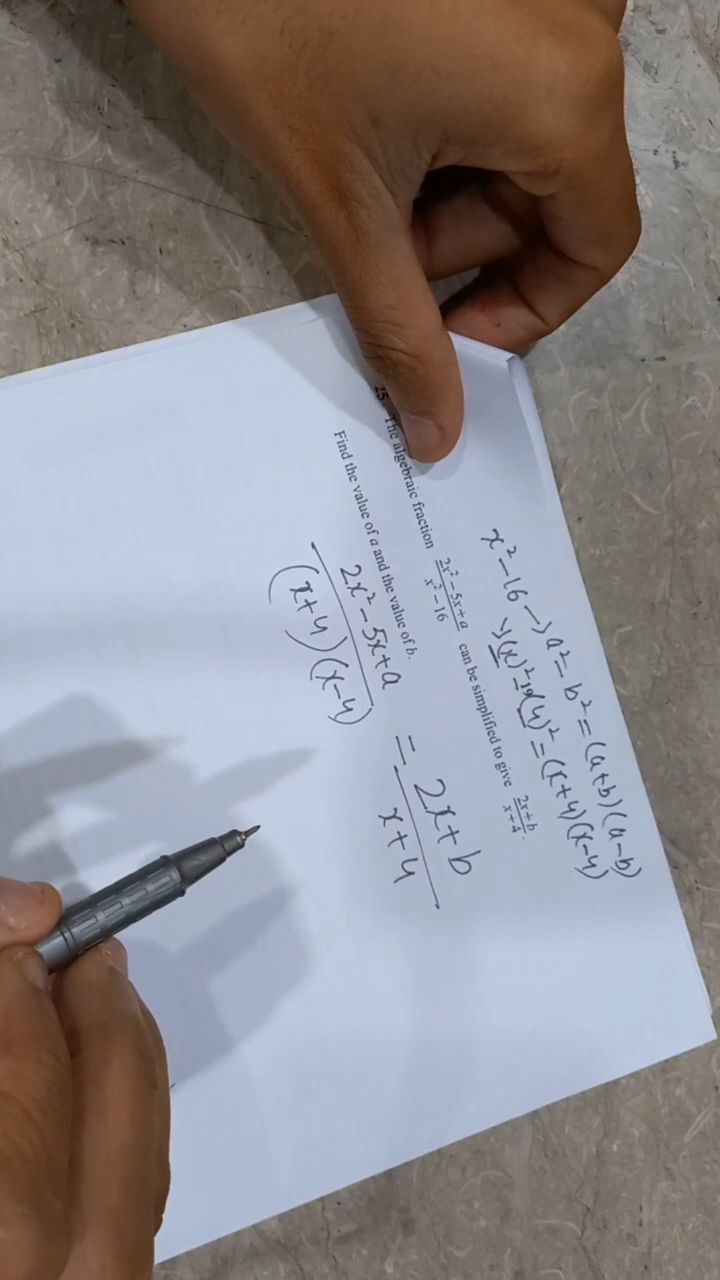 x² - 16 → a² = b² = (a+b)(a-b)
→ (x)² - (4)² = (x+4)(x-4)
25 The algebraic fraction (2x² - 5x + a)/(x² - 16) can be simplified to give (2x + b)/(x + 4).
Find the value of a and the value of b.
(2x² - 5x + a)/((x+4)(x-4)) = (2x + b)/(x + 4)